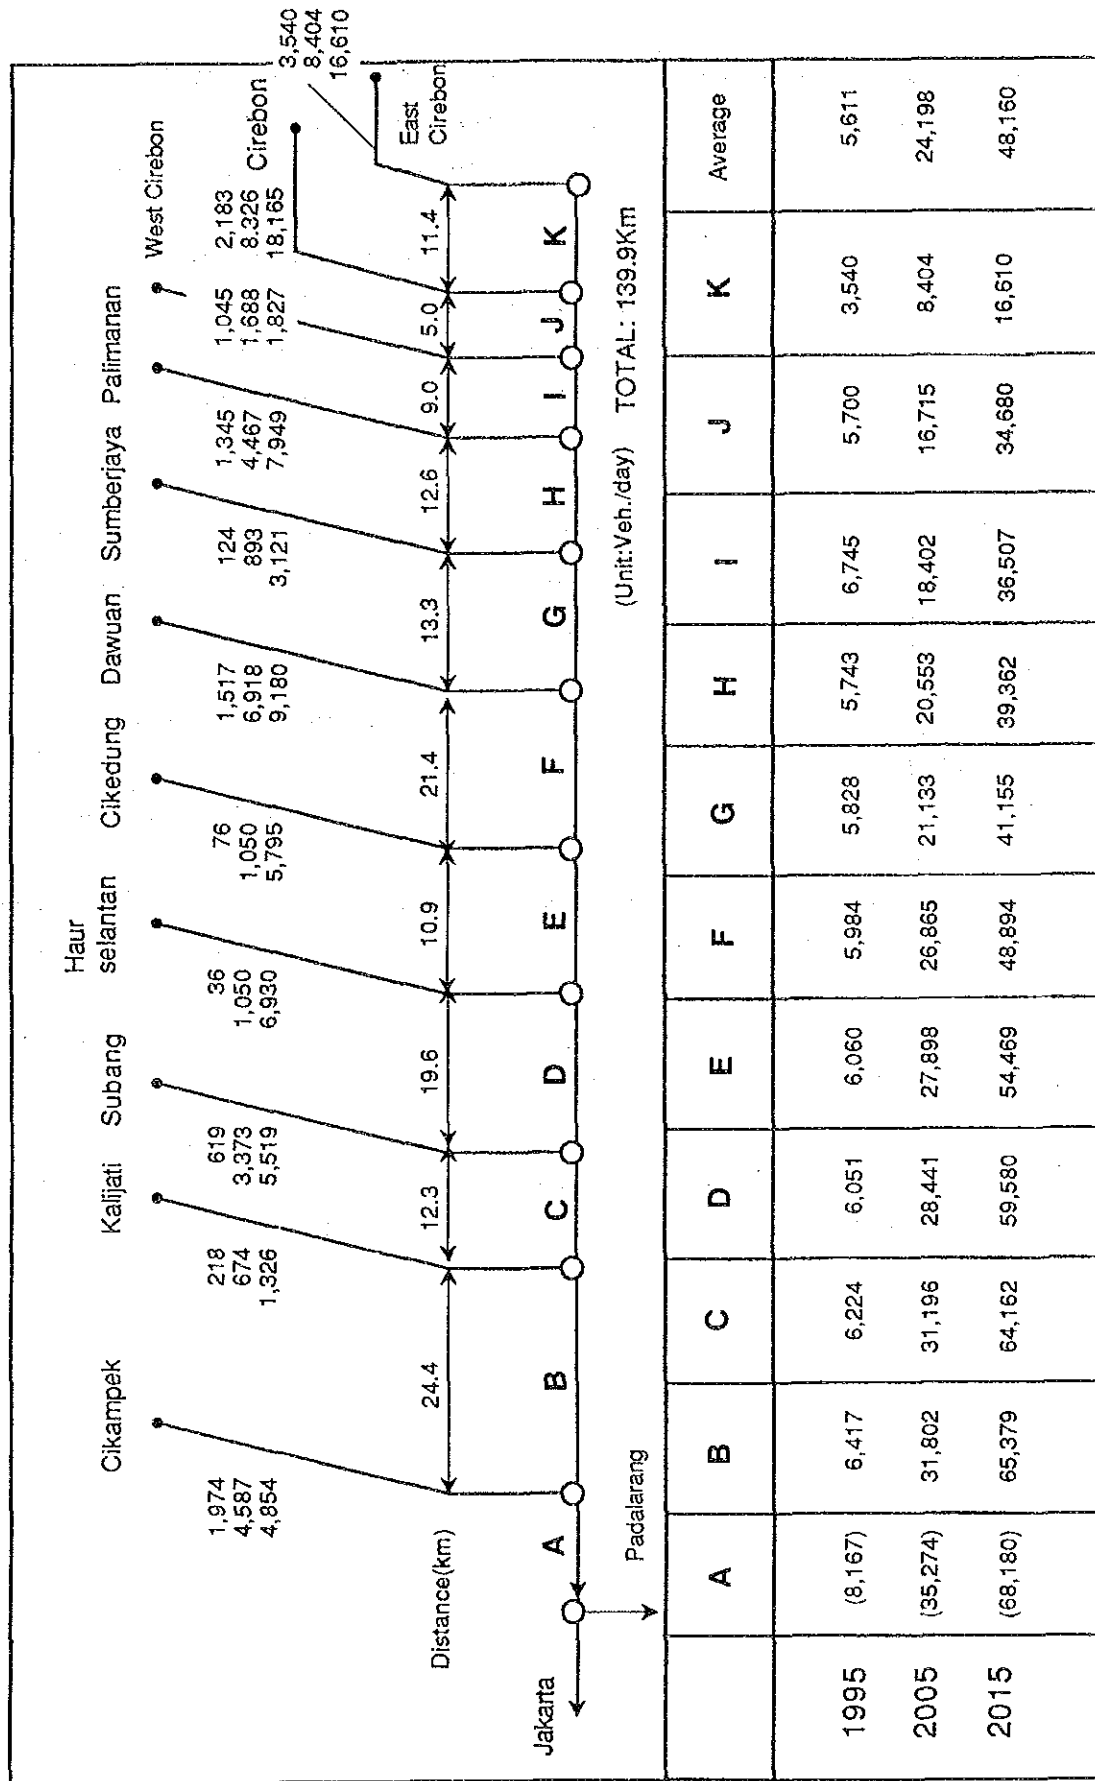 Haur
Cikampek Kalijati Subang selantan Cikedung Dawuan Sumberjaya Palimanan West Cirebon Cirebon
East
Cirebon
1,974
4,587
4,854
218
674
1,326
619
3,373
5,519
36
1,050
6,930
76
1,050
5,795
1,517
6,918
9,180
124
893
3,121
1,345
4,467
7,949
1,045
1,688
1,827
2,183
8.326
18,165
3,540
8,404
16,610
Distance(km) 24.4 12.3 19.6 10.9 21.4 13.3 12.6 9.0 5.0 11.4
Jakarta A B C D E F G H I J K
Padalarang
(Unit:Veh./day) TOTAL: 139.9Km
A B C D E F G H I J K Average
1995 (8,167) 6,417 6,224 6,051 6,060 5,984 5,828 5,743 6,745 5,700 3,540 5,611
2005 (35,274) 31,802 31,196 28,441 27,898 26,865 21,133 20,553 18,402 16,715 8,404 24,198
2015 (68,180) 65,379 64,162 59,580 54,469 48,894 41,155 39,362 36,507 34,680 16,610 48,160